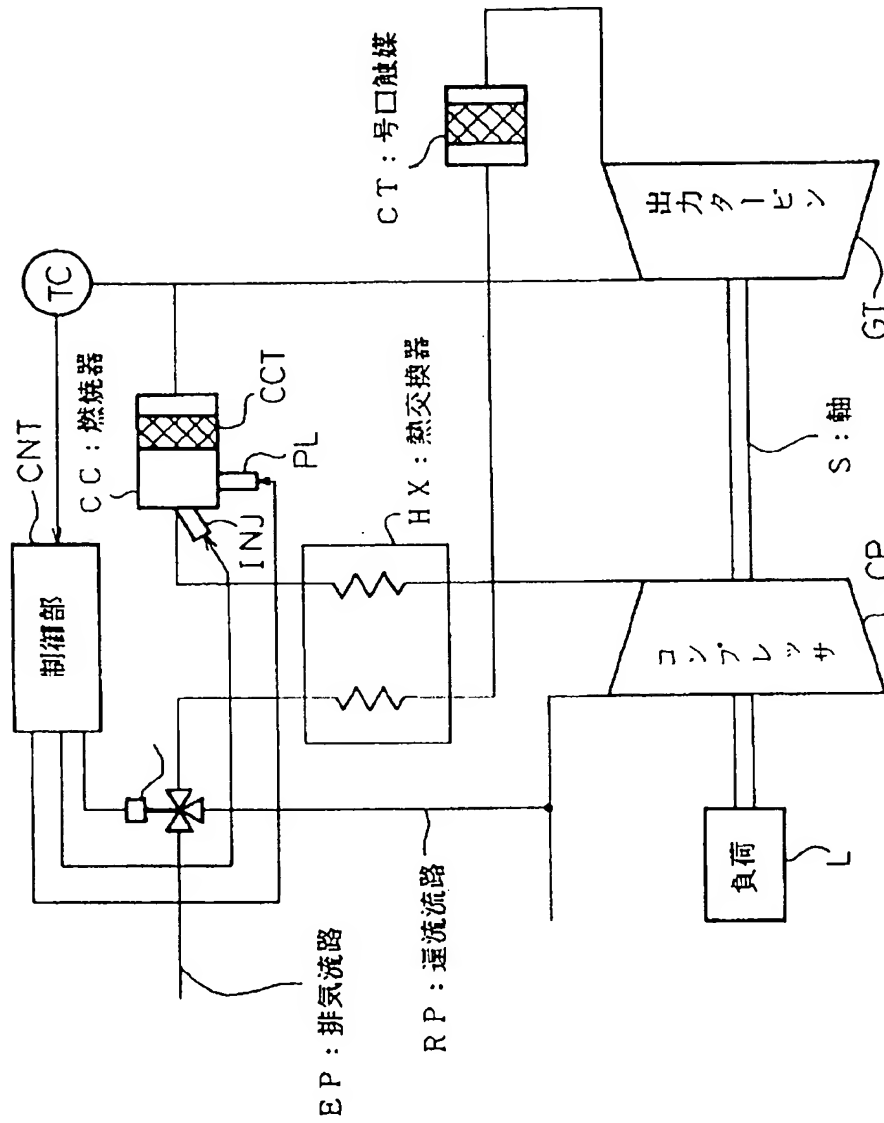 CNT
制御部
TC
CC：燃焼器
CCT
PL
INJ
CT：号口触媒
HX：熱交換器
EP：排気流路
RP：還流流路
出力タービン
GT
S：軸
コンプレッサ
CP
負荷
L